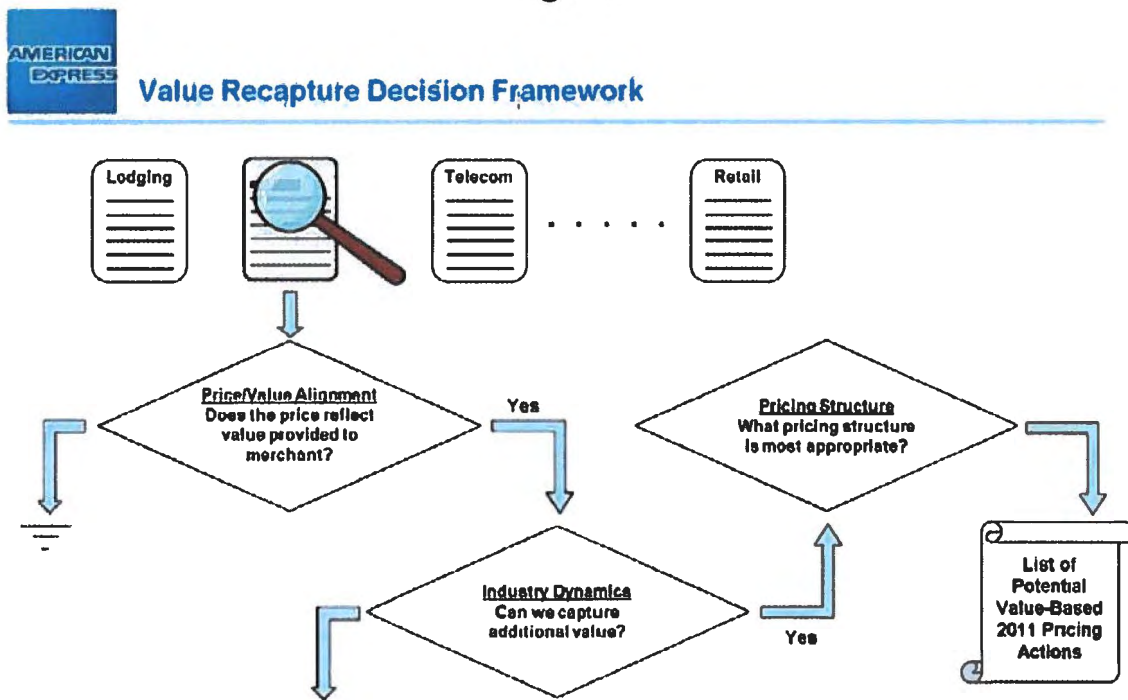 AMERICAN
EXPRESS
Value Recapture Decision Framework
Lodging
Telecom
. . . . .
Retail
Price/Value Alignment
Does the price reflect
value provided to
merchant?
Yes
Pricing Structure
What pricing structure
is most appropriate?
Industry Dynamics
Can we capture
additional value?
Yes
List of
Potential
Value-Based
2011 Pricing
Actions